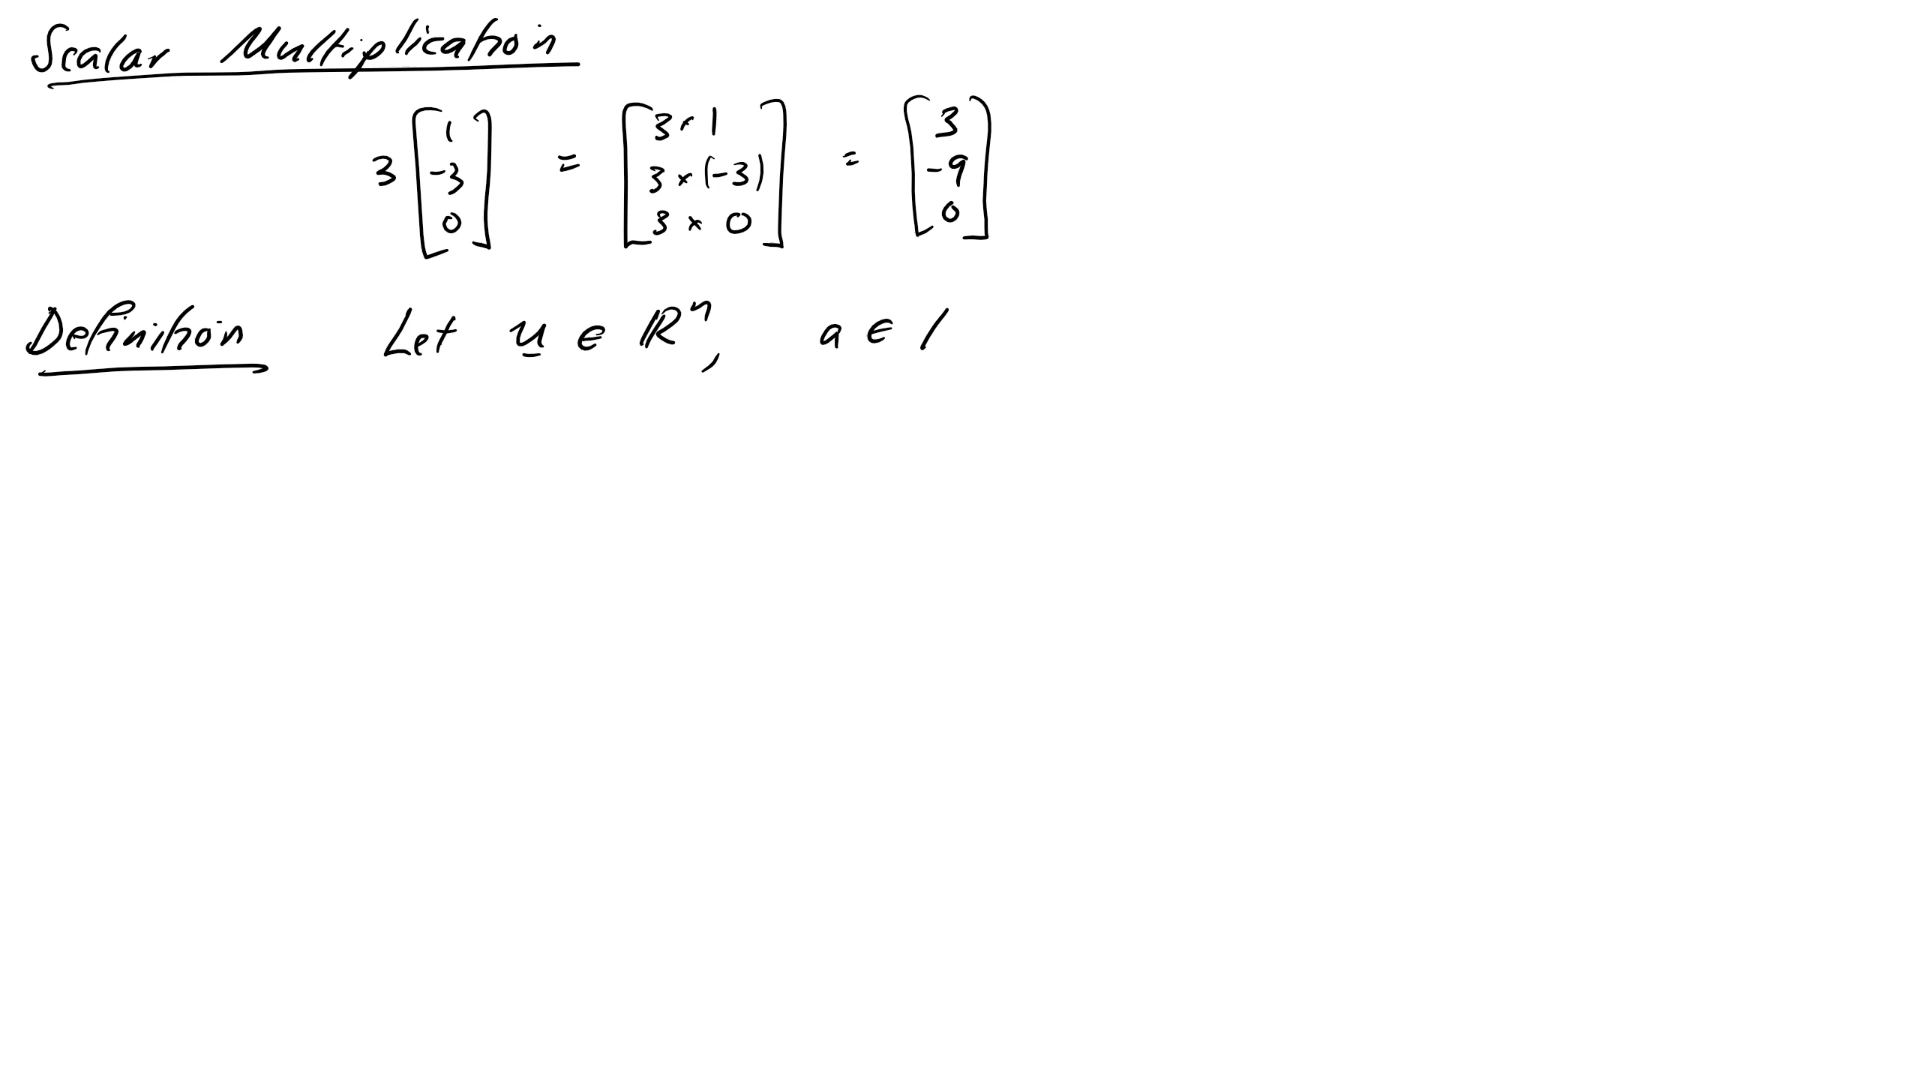 Scalar Multiplication
3 [1 -3 0] = [3 × 1 3 × (-3) 3 × 0] = [3 -9 0]
Definition Let u ∈ ℝⁿ, a ∈